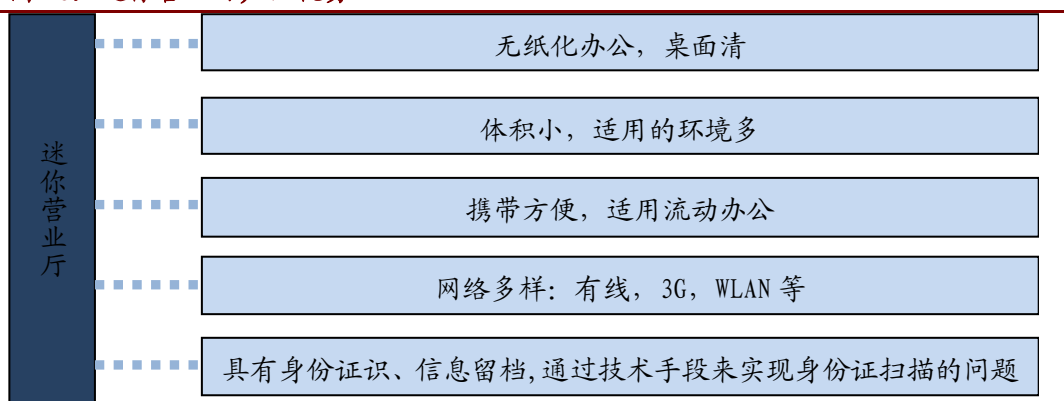 迷你营业厅
无纸化办公，桌面清
体积小，适用的环境多
携带方便，适用流动办公
网络多样：有线，3G，WLAN 等
具有身份证识、信息留档,通过技术手段来实现身份证扫描的问题